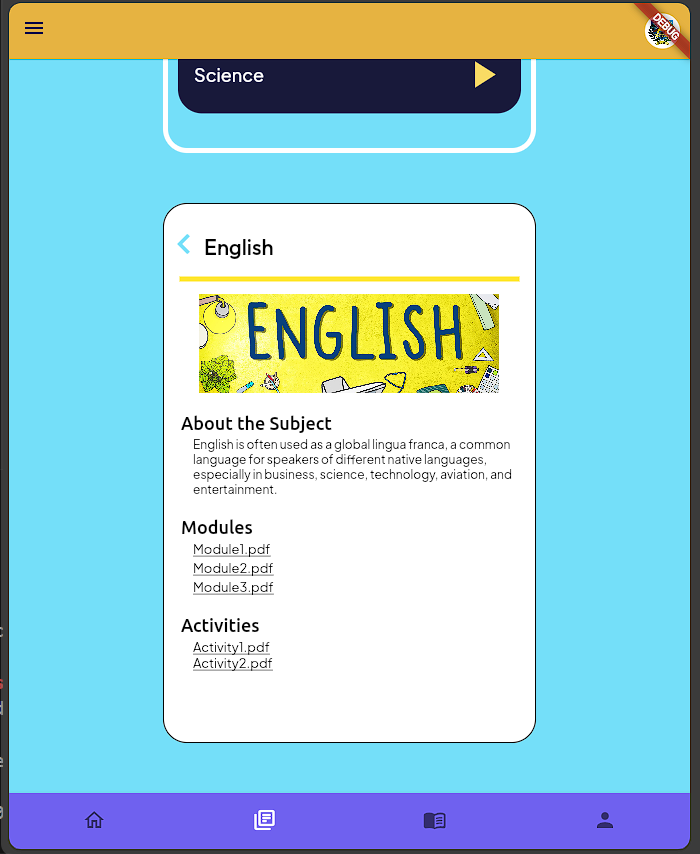 DEBUG
Science
English
ENGLISH
About the Subject
English is often used as a global lingua franca, a common
language for speakers of different native languages,
especially in business, science, technology, aviation, and
entertainment.
Modules
Module1.pdf
Module2.pdf
Module3.pdf
Activities
Activity1.pdf
Activity2.pdf